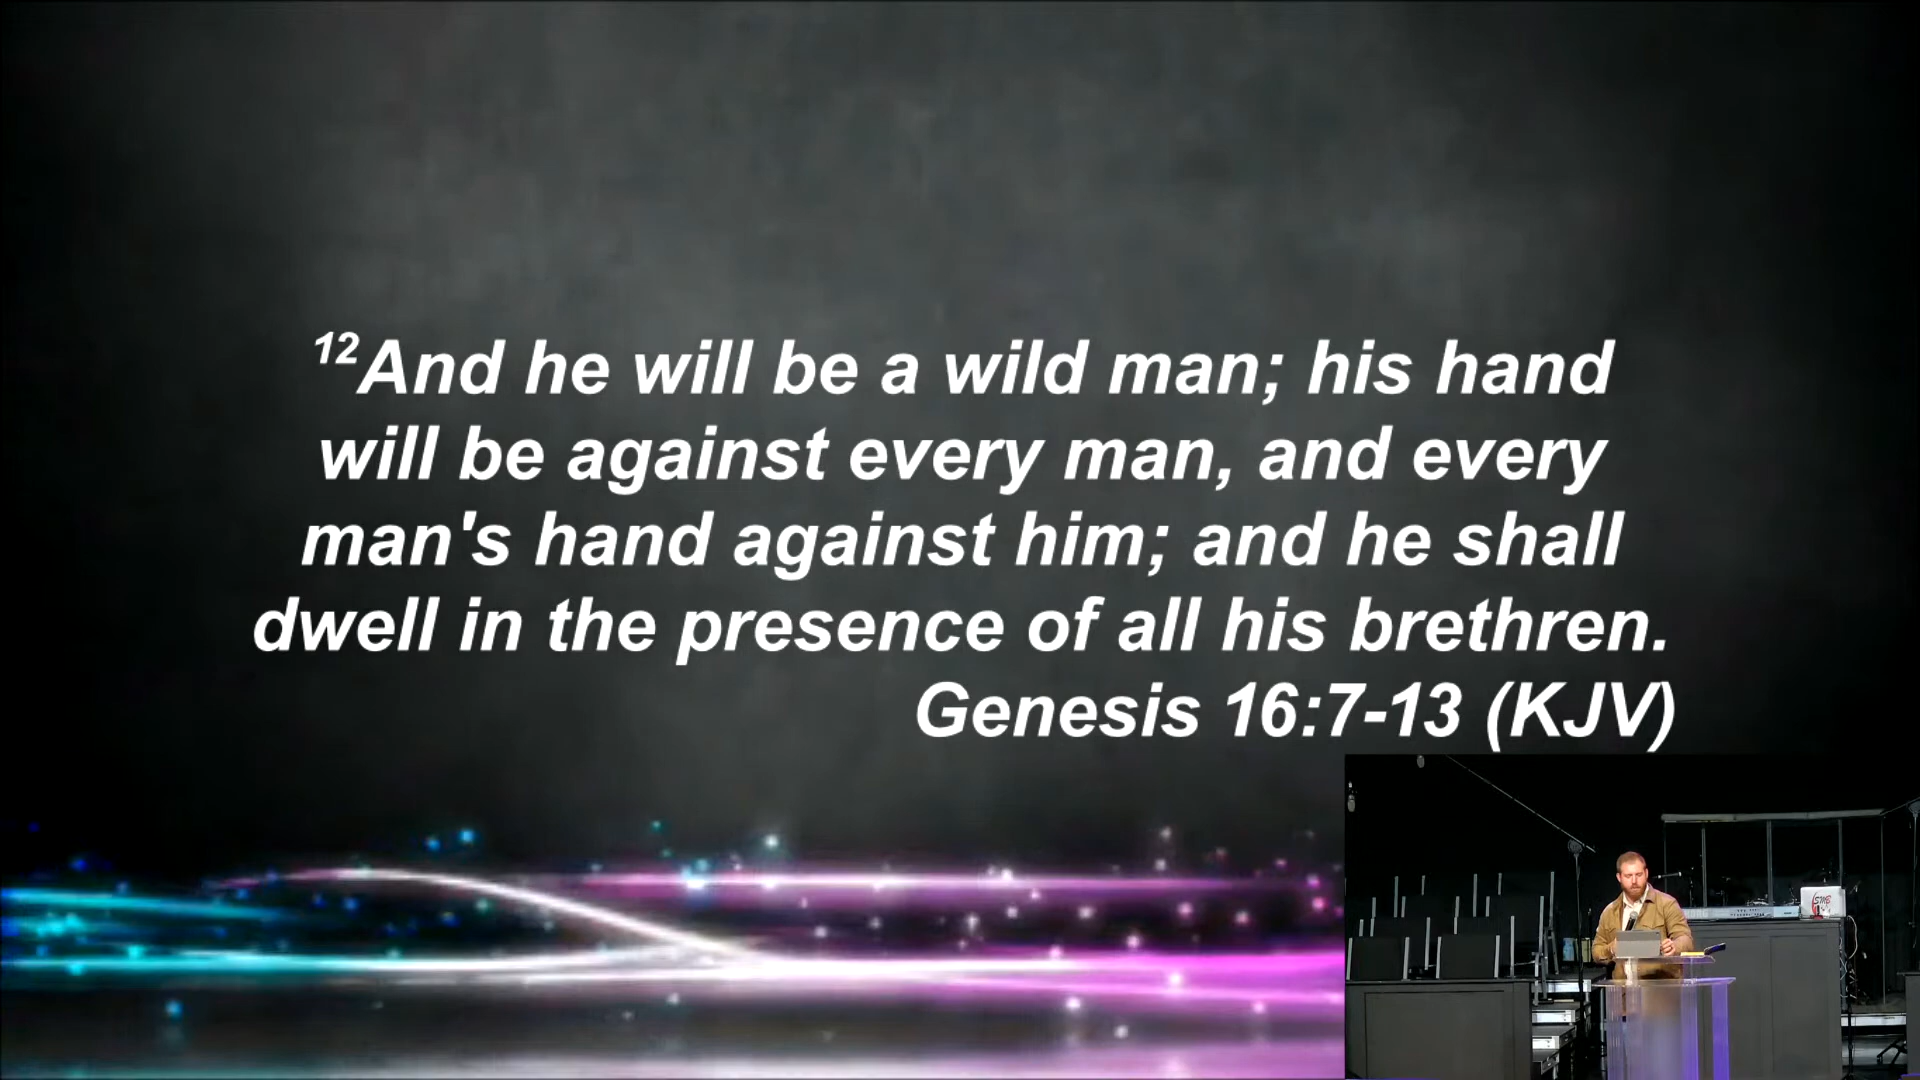 12And he will be a wild man; his hand
will be against every man, and every
man's hand against him; and he shall
dwell in the presence of all his brethren.
Genesis 16:7-13 (KJV)
SMB